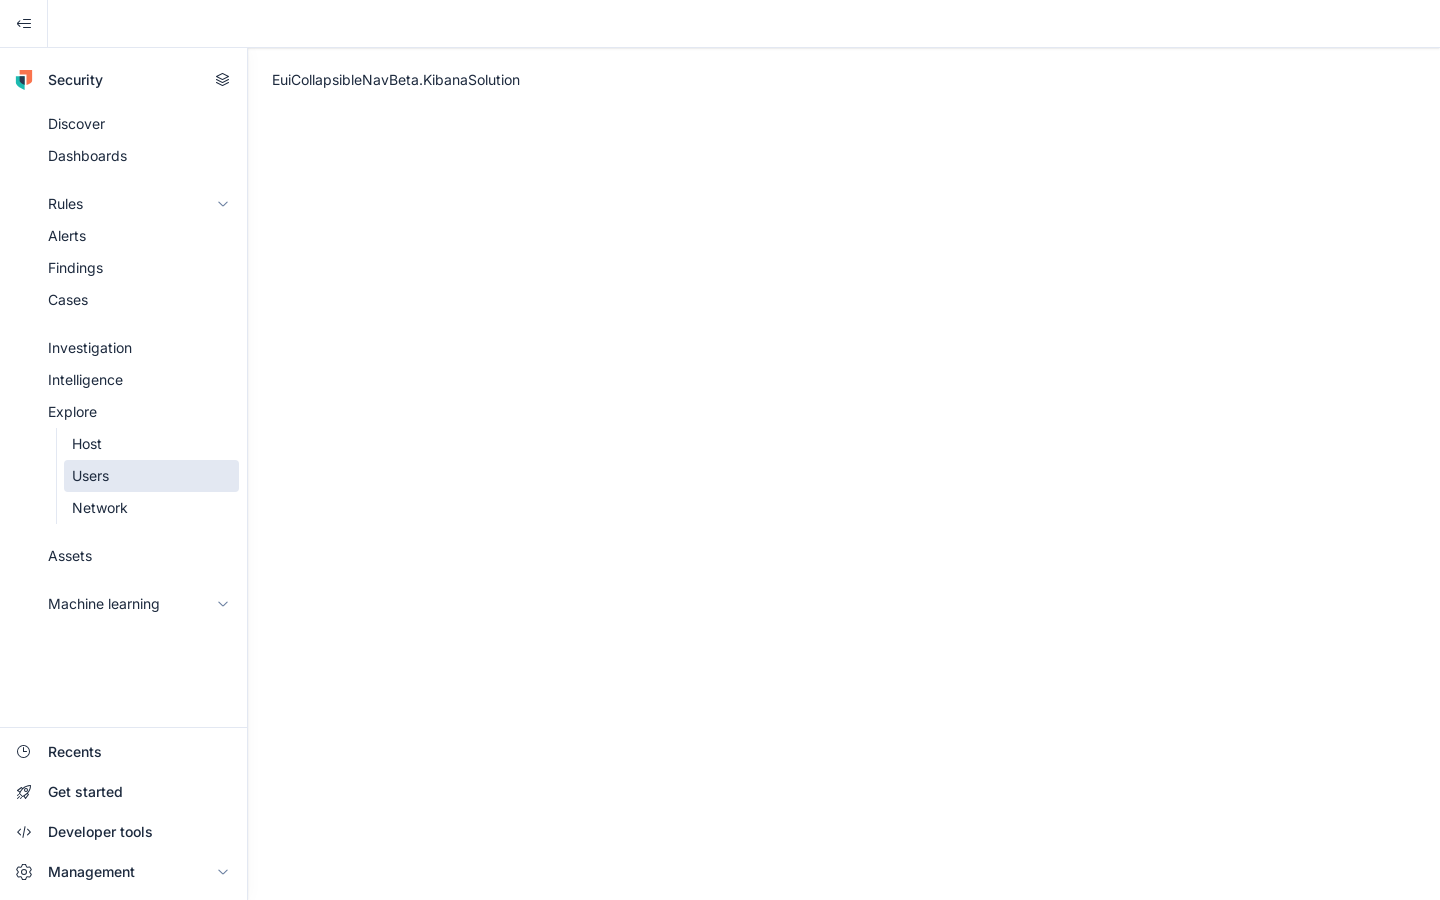 Security
EuiCollapsibleNavBeta.KibanaSolution
Discover
Dashboards
Rules
Alerts
Findings
Cases
Investigation
Intelligence
Explore
Host
Users
Network
Assets
Machine learning
Recents
Get started
Developer tools
Management